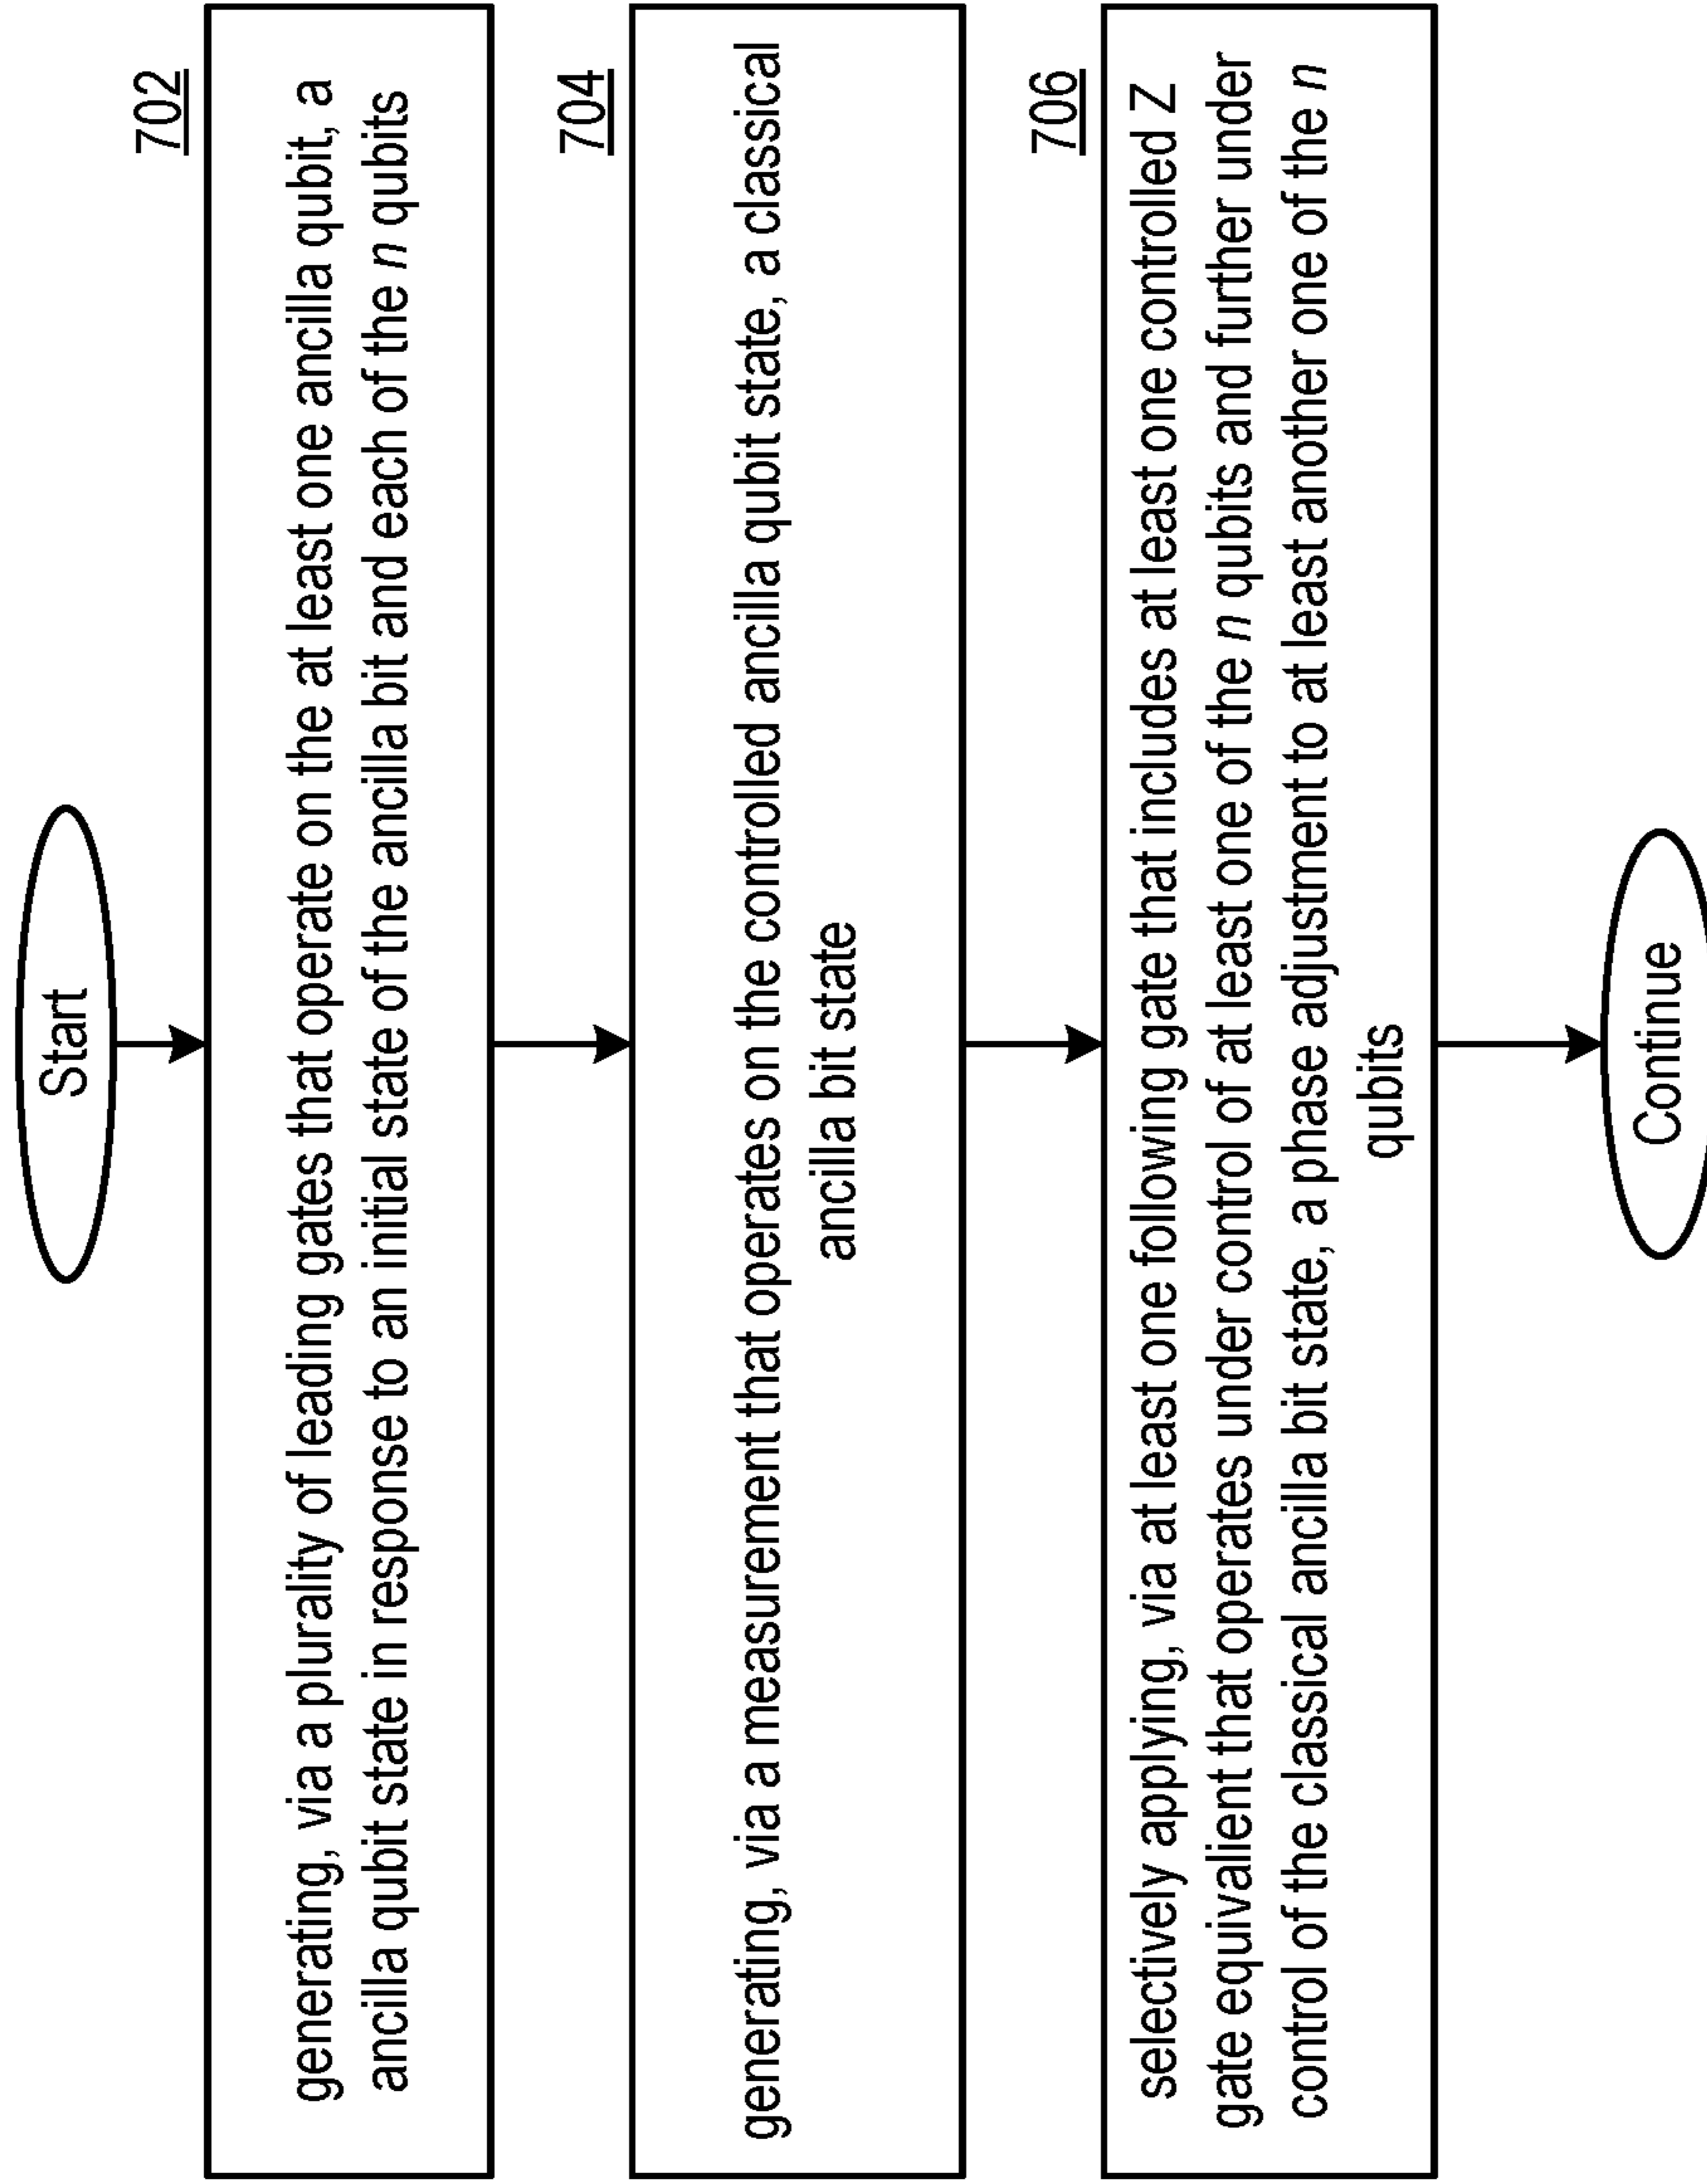 Start
702
generating, via a plurality of leading gates that operate on the at least one ancilla qubit, a
ancilla qubit state in response to an initial state of the ancilla bit and each of the n qubits
704
generating, via a measurement that operates on the controlled ancilla qubit state, a classical
ancilla bit state
706
selectively applying, via at least one following gate that includes at least one controlled Z
gate equivalient that operates under control of at least one of the n qubits and further under
control of the classical ancilla bit state, a phase adjustment to at least another one of the n
qubits
Continue